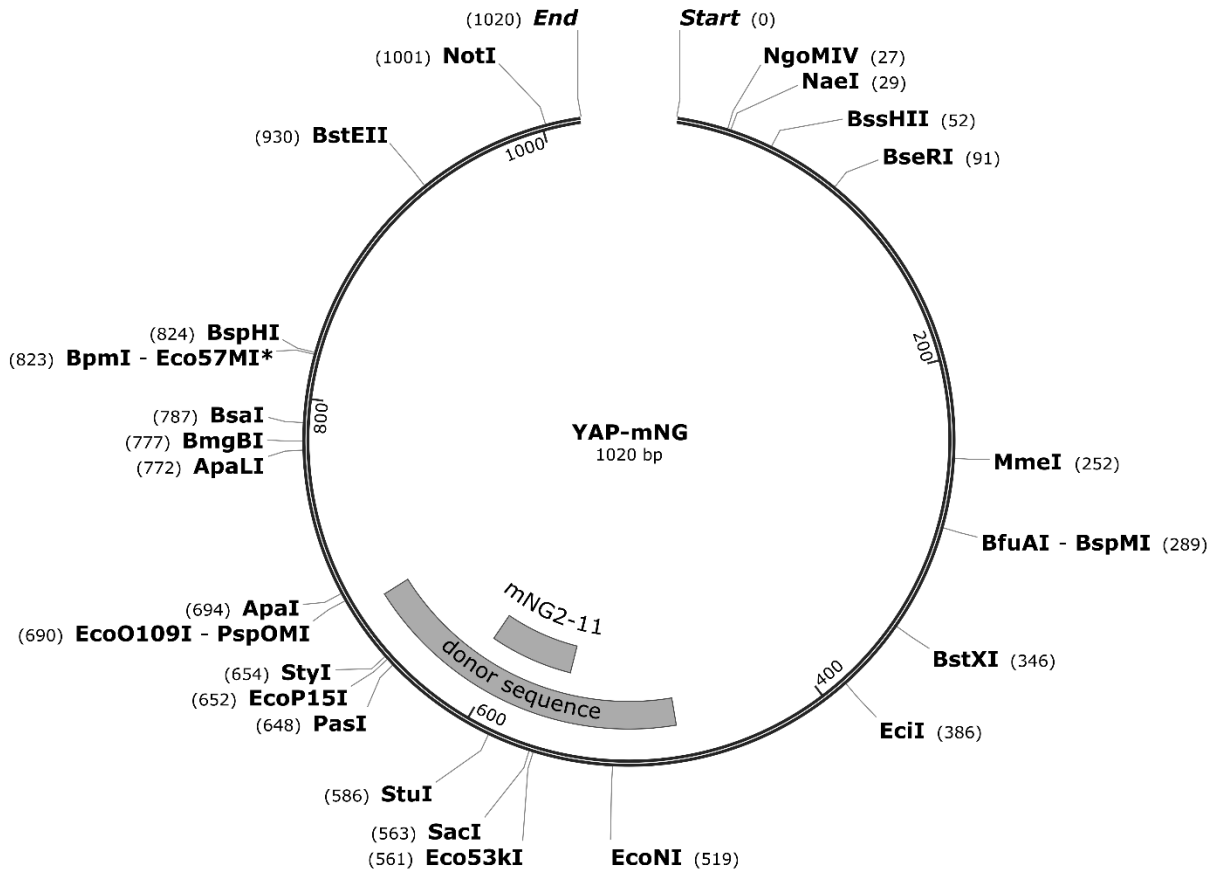 (1020) End
Start (0)
(1001) NotI
NgoMIV (27)
NaeI (29)
BssHII (52)
BseRI (91)
(930) BstEII
1000
200
(824) BspHI
(823) BpmI - Eco57MI*
(787) BsaI
(777) BmgBI
(772) ApaLI
800
YAP-mNG
1020 bp
MmeI (252)
BfuAI - BspMI (289)
BstXI (346)
EciI (386)
400
(694) ApaI
(690) EcoO109I - PspOMI
(654) StyI
(652) EcoP15I
(648) PasI
mNG2-11
donor sequence
600
(586) StuI
(563) SacI
(561) Eco53kI
EcoNI (519)